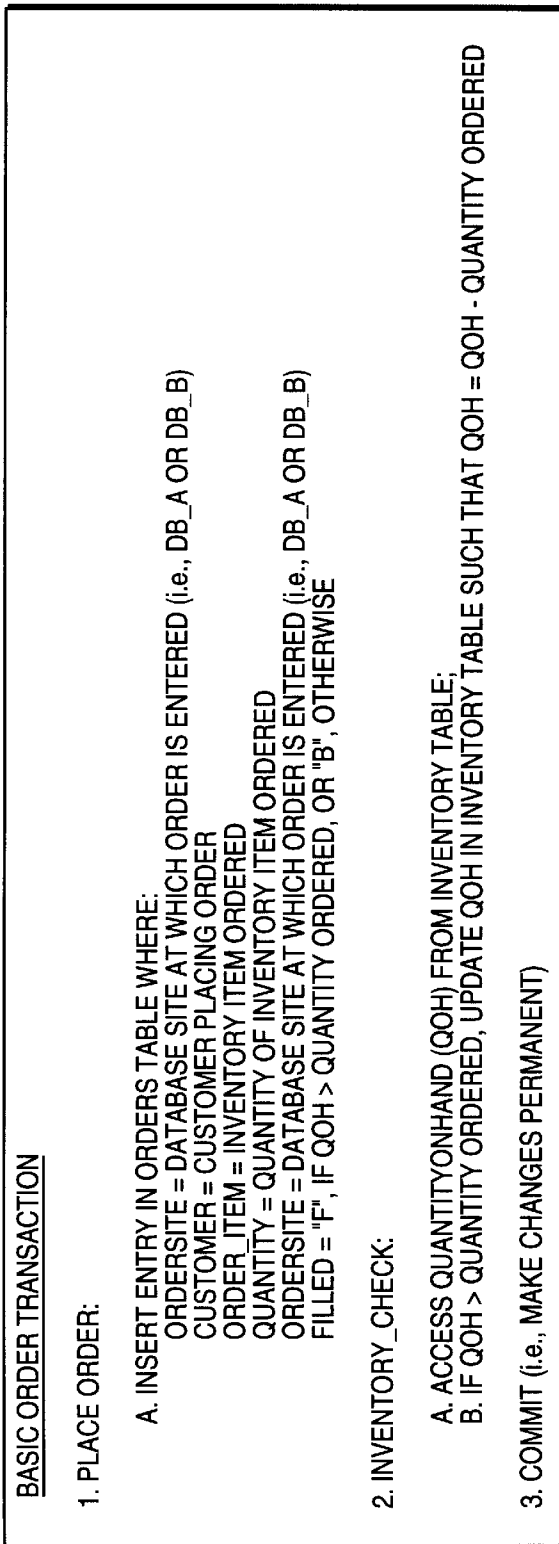 BASIC ORDER TRANSACTION
1. PLACE ORDER:
A. INSERT ENTRY IN ORDERS TABLE WHERE:
ORDERSITE = DATABASE SITE AT WHICH ORDER IS ENTERED (i.e., DB_A OR DB_B)
CUSTOMER = CUSTOMER PLACING ORDER
ORDER_ITEM = INVENTORY ITEM ORDERED
QUANTITY = QUANTITY OF INVENTORY ITEM ORDERED
ORDERSITE = DATABASE SITE AT WHICH ORDER IS ENTERED (i.e., DB_A OR DB_B)
FILLED = "F", IF QOH > QUANTITY ORDERED, OR "B", OTHERWISE
2. INVENTORY_CHECK:
A. ACCESS QUANTITYONHAND (QOH) FROM INVENTORY TABLE;
B. IF QOH > QUANTITY ORDERED, UPDATE QOH IN INVENTORY TABLE SUCH THAT QOH = QOH - QUANTITY ORDERED
3. COMMIT (i.e., MAKE CHANGES PERMANENT)